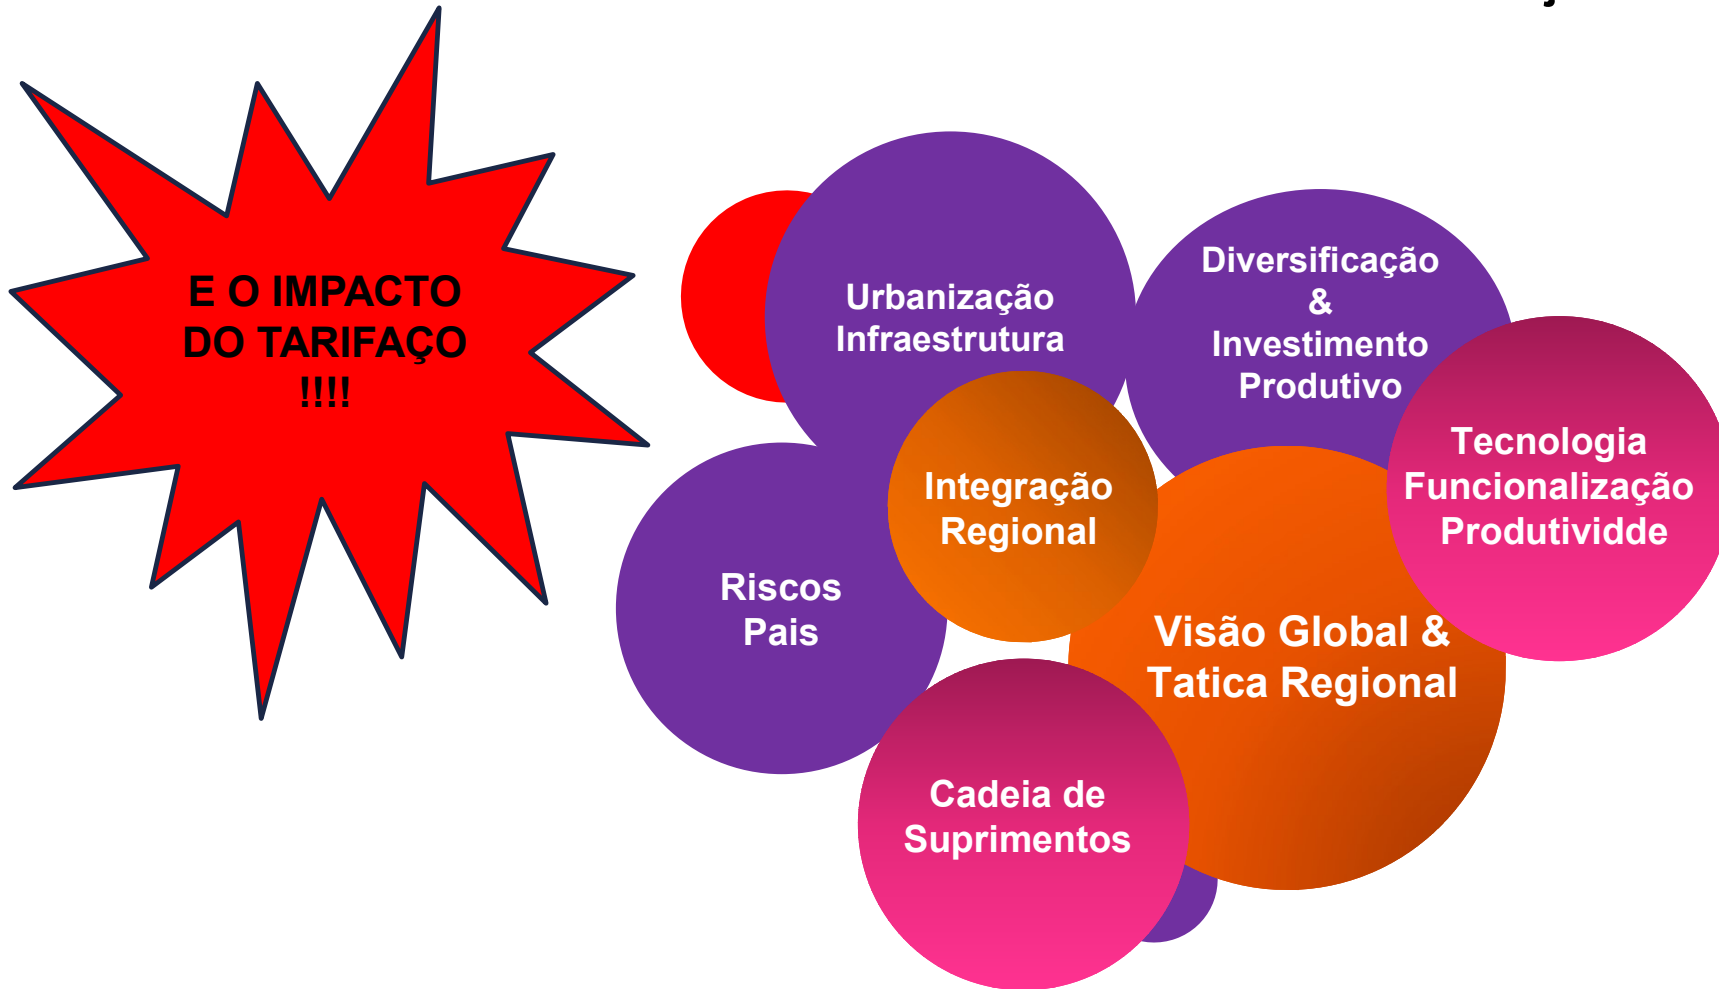 E O IMPACTO
DO TARIFAÇO
!!!!
Urbanização
Infraestrutura
Diversificação
&
Investimento
Produtivo
Tecnologia
Funcionalização
Produtividde
Integração
Regional
Riscos
Pais
Visão Global &
Tatica Regional
Cadeia de
Suprimentos